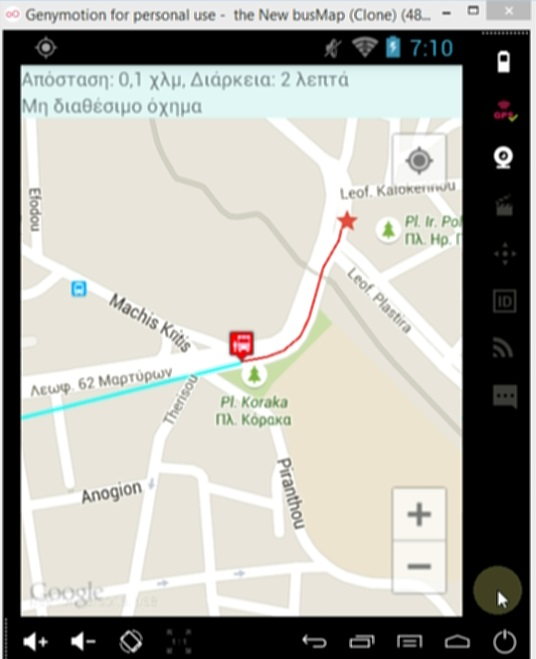 Genymotion for personal use - the New busMap (Clone) (48...
7:10
Απόσταση: 0,1 χλμ, Διάρκεια: 2 λεπτά
Μη διαθέσιμο όχημα
GPS
Leof. Kalokerinou
Efodou
Pl. Ir. Pol
Πλ. Ηρ. Π
Leof. Plastira
Machis Kritis
Λεωφ. 62 Μαρτύρων
Therisou
Pl. Koraka
Πλ. Κόρακα
Piranthou
Anogion
+
−
Google
ID
1:1